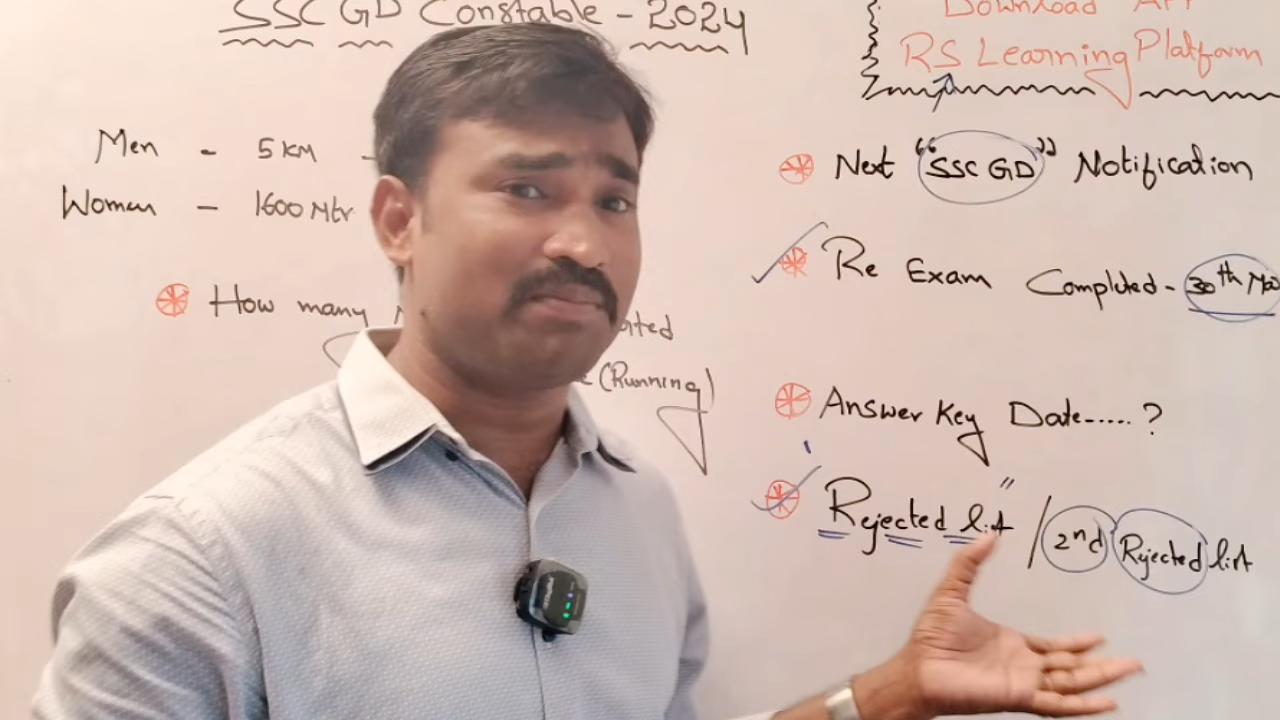 SSC GD Constable - 2024
Men - 5 KM -
Women - 1600 Mtr
How many
(Running)
Download APP
RS Learning Platform
Next "SSC GD" Notification
Re Exam Completed - 30th
Answer Key Date.....?
Rejected list" / 2nd Rejected list